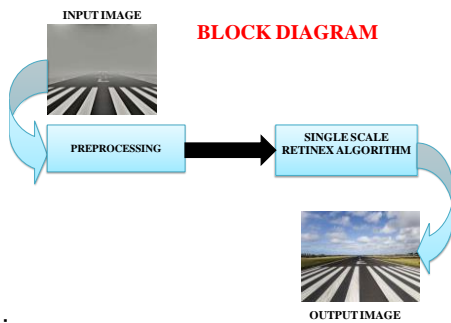 INPUT IMAGE
BLOCK DIAGRAM
PREPROCESSING
SINGLE SCALE
RETINEX ALGORITHM
OUTPUT IMAGE
.